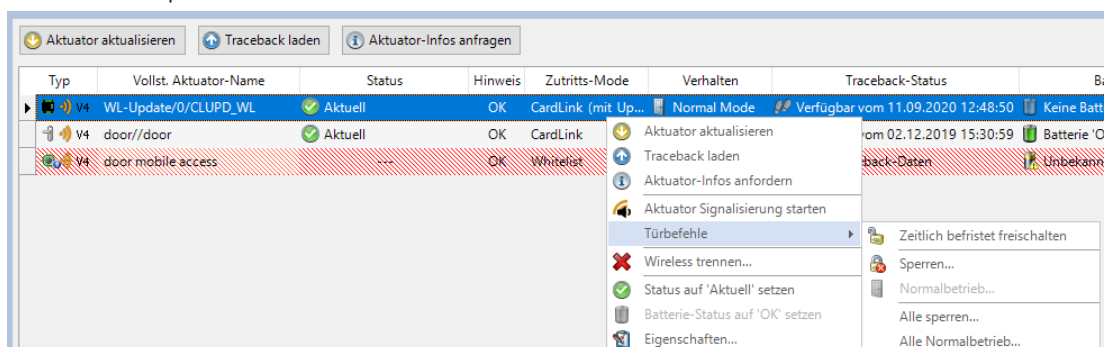 Aktuator aktualisieren Traceback laden Aktuator-Infos anfragen
Typ Vollst. Aktuator-Name Status Hinweis Zutritts-Mode Verhalten Traceback-Status
V4 WL-Update/0/CLUPD_WL Aktuell OK CardLink (mit Up... Normal Mode Verfügbar vom 11.09.2020 12:48:50 Keine Batt
V4 door//door Aktuell OK CardLink vom 02.12.2019 15:30:59 Batterie 'O
V4 door mobile access --- OK Whitelist back-Daten Unbekann
Aktuator aktualisieren
Traceback laden
Aktuator-Infos anfordern
Aktuator Signalisierung starten
Türbefehle
Wireless trennen...
Status auf 'Aktuell' setzen
Batterie-Status auf 'OK' setzen
Eigenschaften...
Zeitlich befristet freischalten
Sperren...
Normalbetrieb...
Alle sperren...
Alle Normalbetrieb...